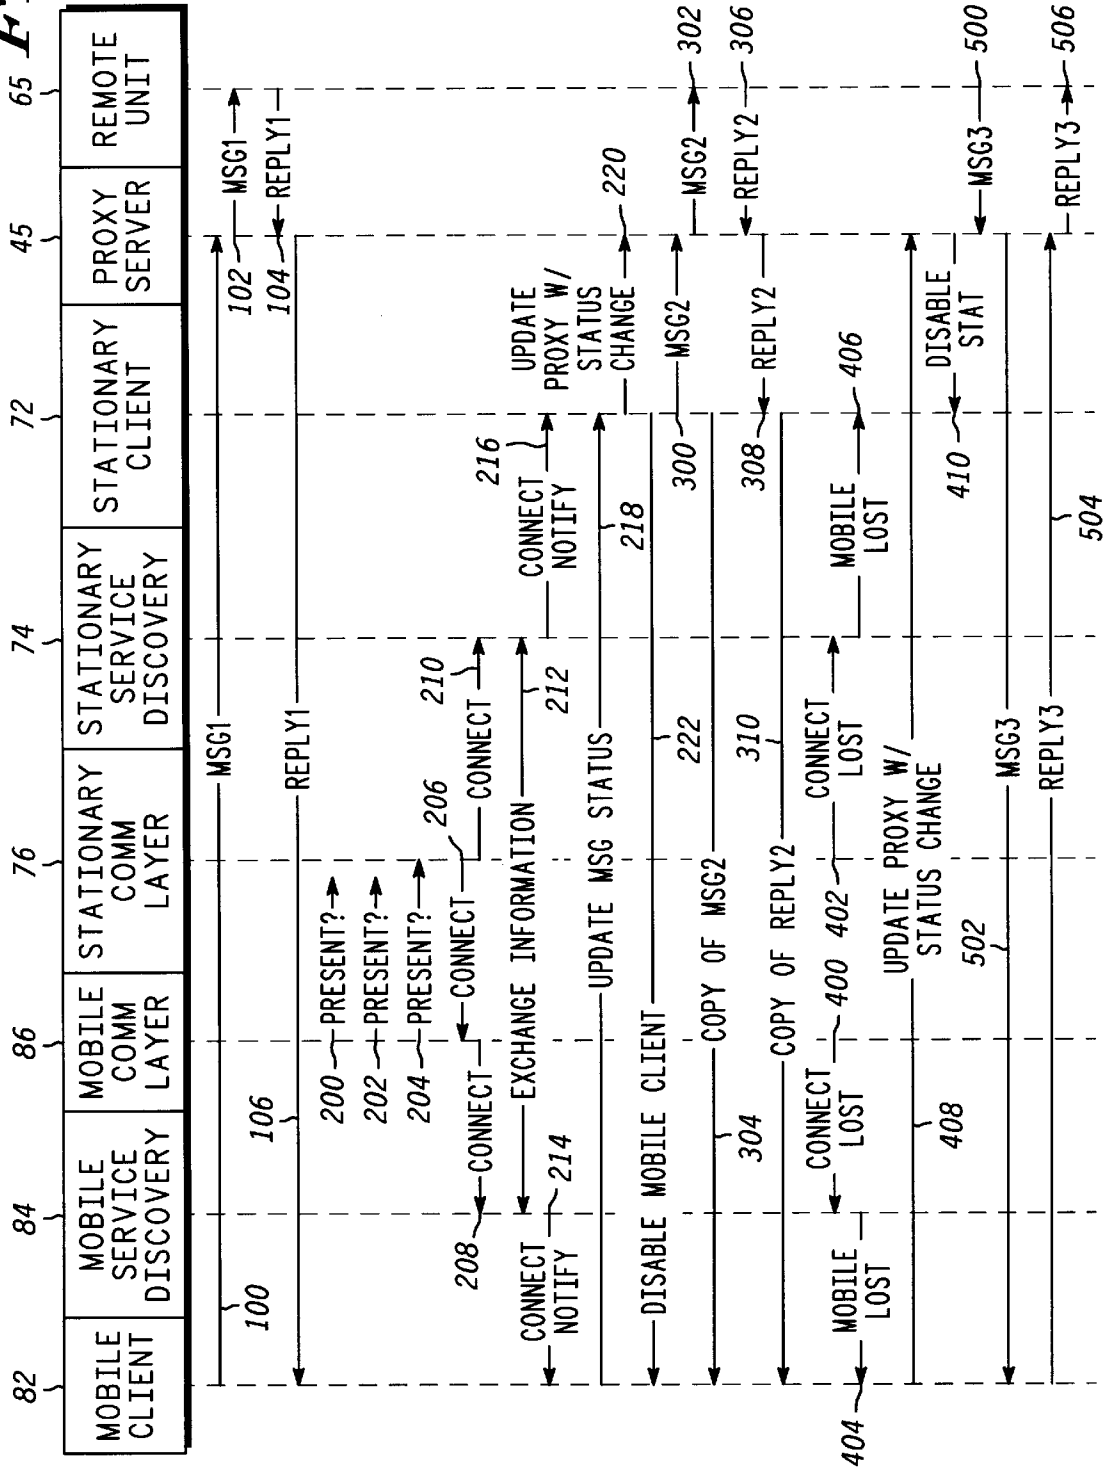 F
82
84
86
76
74
72
45
65
MOBILE
CLIENT
MOBILE
SERVICE
DISCOVERY
MOBILE
COMM
LAYER
STATIONARY
COMM
LAYER
STATIONARY
SERVICE
DISCOVERY
STATIONARY
CLIENT
PROXY
SERVER
REMOTE
UNIT
100
MSG1
102
MSG1
106
REPLY1
104
REPLY1
200
PRESENT?
202
PRESENT?
204
PRESENT?
206
CONNECT
208
CONNECT
CONNECT
210
EXCHANGE INFORMATION
212
CONNECT
NOTIFY
214
CONNECT
NOTIFY
216
UPDATE MSG STATUS
218
UPDATE
PROXY W/
STATUS
CHANGE
220
DISABLE MOBILE CLIENT
222
300
MSG2
MSG2
302
304
COPY OF MSG2
REPLY2
306
308
REPLY2
COPY OF REPLY2
310
CONNECT
LOST
400
402
CONNECT
LOST
404
MOBILE
LOST
MOBILE
LOST
406
408
UPDATE PROXY W/
STATUS CHANGE
DISABLE
STAT
410
MSG3
500
502
MSG3
REPLY3
504
REPLY3
506